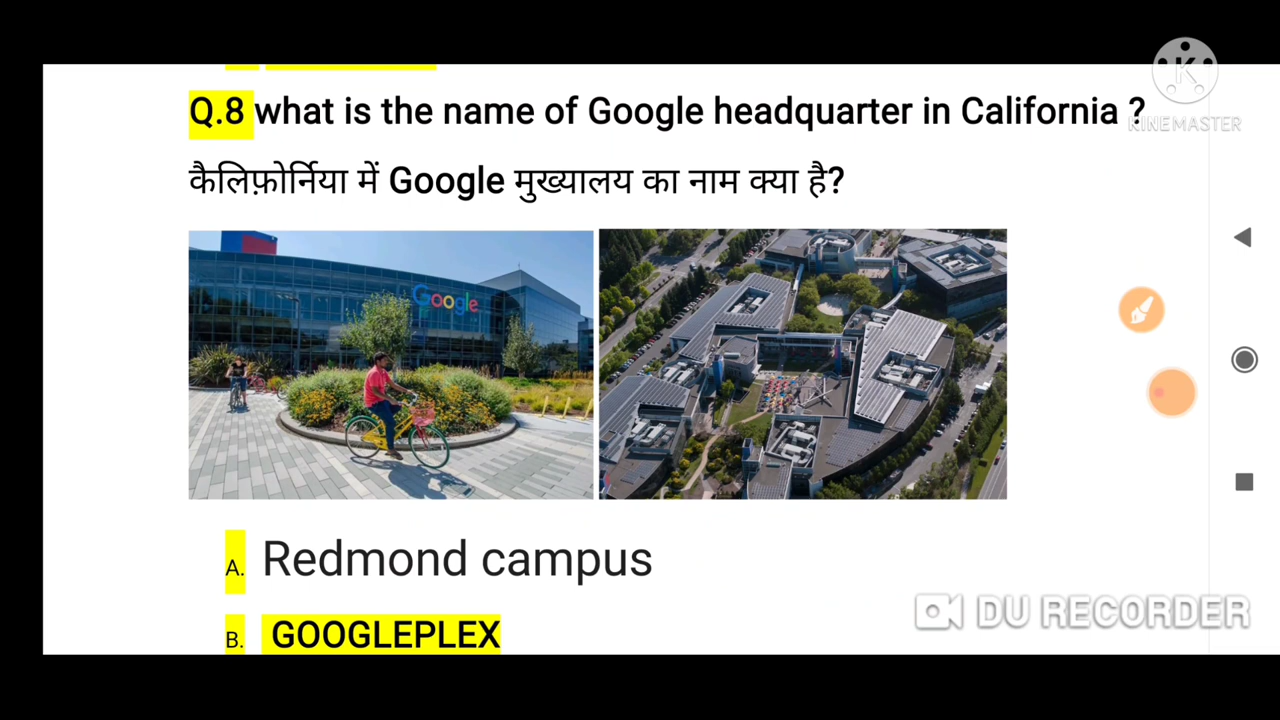 Q.8 what is the name of Google headquarter in California ?
KINEMASTER
कैलिफ़ोर्निया में Google मुख्यालय का नाम क्या है?
Google
A. Redmond campus
DU RECORDER
B. GOOGLEPLEX